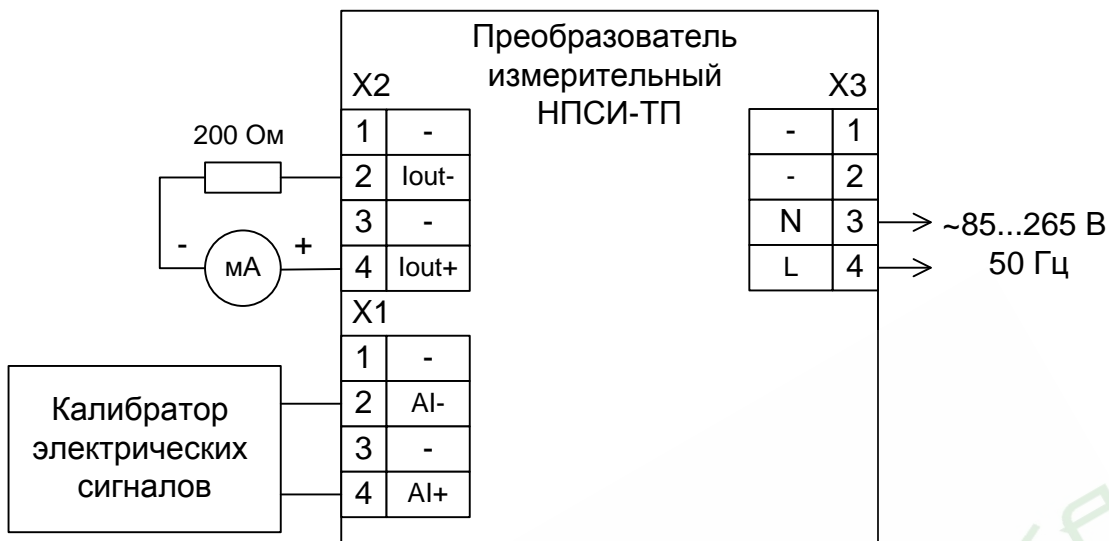 Преобразователь
измерительный
НПСИ-ТП
X2
X3
200 Ом
1 -
2 Iout-
3 -
4 Iout+
- 1
- 2
N 3
L 4
- мА +
~85...265 В
50 Гц
X1
1 -
2 AI-
3 -
4 AI+
Калибратор
электрических
сигналов